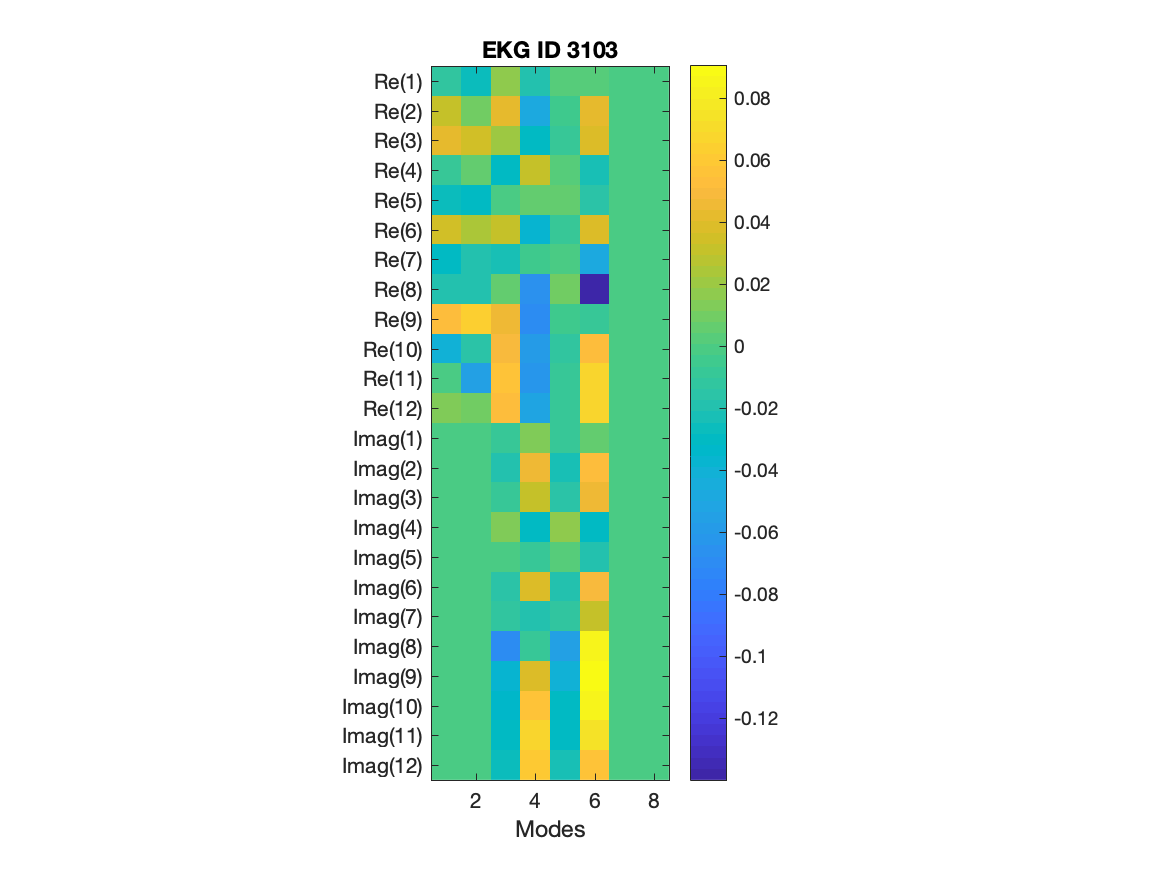 EKG ID 3103
Re(1)
Re(2)
Re(3)
Re(4)
Re(5)
Re(6)
Re(7)
Re(8)
Re(9)
Re(10)
Re(11)
Re(12)
Imag(1)
Imag(2)
Imag(3)
Imag(4)
Imag(5)
Imag(6)
Imag(7)
Imag(8)
Imag(9)
Imag(10)
Imag(11)
Imag(12)
2 4 6 8
Modes
0.08
0.06
0.04
0.02
0
-0.02
-0.04
-0.06
-0.08
-0.1
-0.12